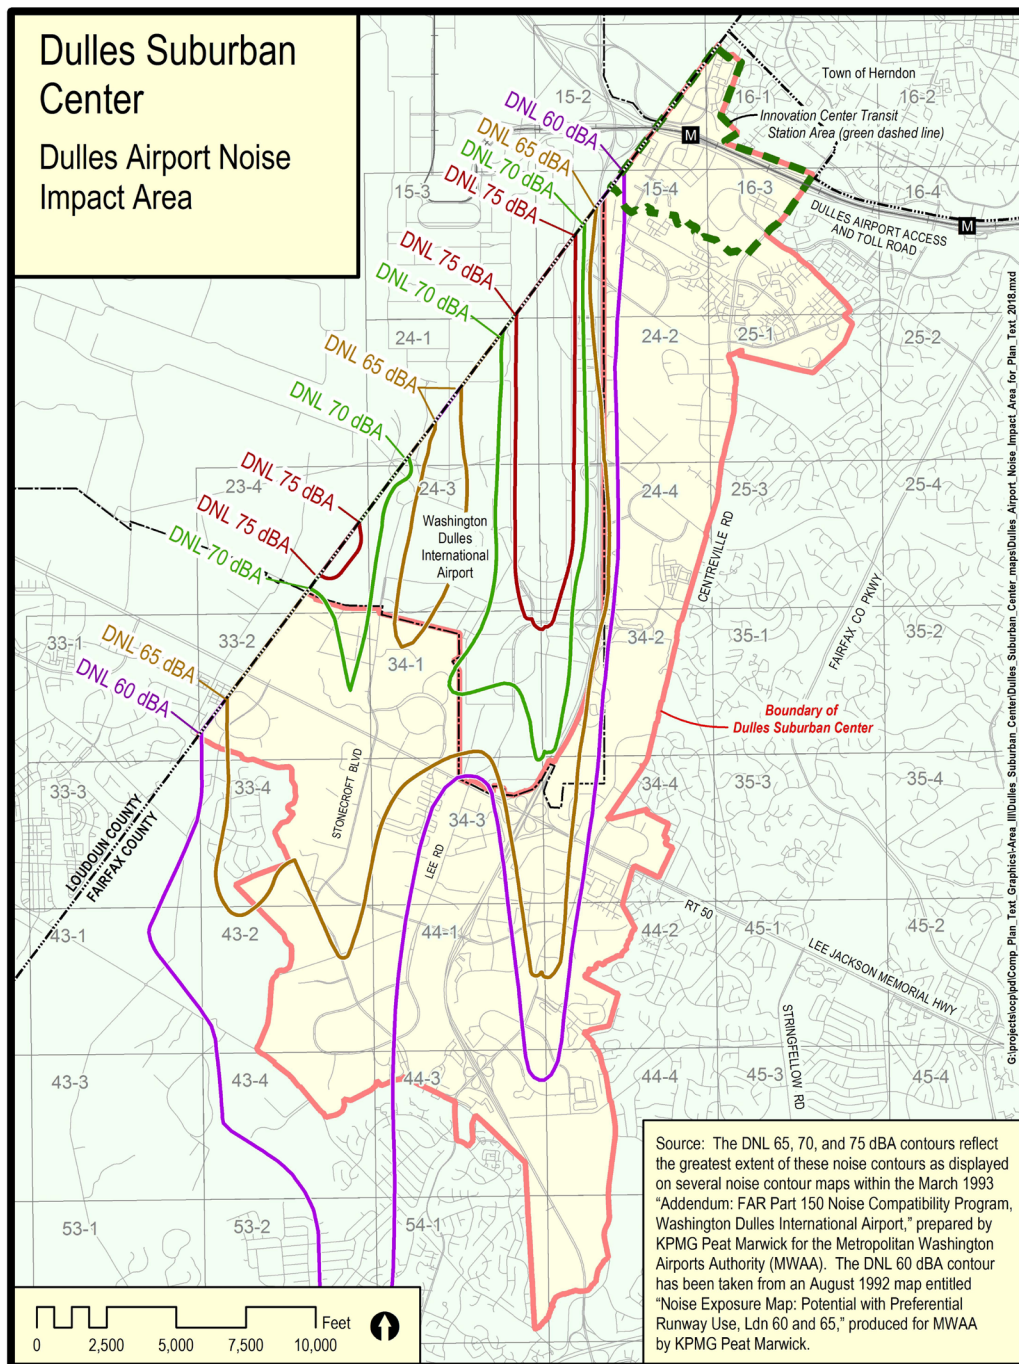 Dulles Suburban
Center
Dulles Airport Noise
Impact Area
Town of Herndon
15-2
16-1
16-2
DNL 60 dBA
Innovation Center Transit
Station Area (green dashed line)
DNL 65 dBA
M
DNL 70 dBA
15-3
DNL 75 dBA
15-4
16-3
16-4
DULLES AIRPORT ACCESS
AND TOLL ROAD
M
DNL 75 dBA
DNL 70 dBA
24-1
24-2
25-1
25-2
DNL 65 dBA
DNL 70 dBA
DNL 75 dBA
23-4
24-3
24-4
25-3
25-4
DNL 75 dBA
Washington
Dulles
International
Airport
CENTREVILLE RD
DNL 70 dBA
FAIRFAX CO PKWY
33-1
33-2
34-1
34-2
35-1
35-2
DNL 65 dBA
DNL 60 dBA
Boundary of
Dulles Suburban Center
33-3
33-4
STONECROFT BLVD
34-3
34-4
35-3
35-4
LOUDOUN COUNTY
FAIRFAX COUNTY
LEE RD
RT 50
43-1
43-2
44-1
44-2
45-1
45-2
LEE JACKSON MEMORIAL HWY
STRINGFELLOW RD
43-3
43-4
44-3
44-4
45-3
45-4
53-1
53-2
54-1
Source: The DNL 65, 70, and 75 dBA contours reflect
the greatest extent of these noise contours as displayed
on several noise contour maps within the March 1993
“Addendum: FAR Part 150 Noise Compatibility Program,
Washington Dulles International Airport,” prepared by
KPMG Peat Marwick for the Metropolitan Washington
Airports Authority (MWAA). The DNL 60 dBA contour
has been taken from an August 1992 map entitled
“Noise Exposure Map: Potential with Preferential
Runway Use, Ldn 60 and 65,” produced for MWAA
by KPMG Peat Marwick.
Feet
0 2,500 5,000 7,500 10,000
G:\projects\ocp\pd\Comp_Plan_Text_Graphics\-Area_III\Dulles_Suburban_Center\Dulles_Suburban_Center_maps\Dulles_Airport_Noise_Impact_Area_for_Plan_Text_2018.mxd